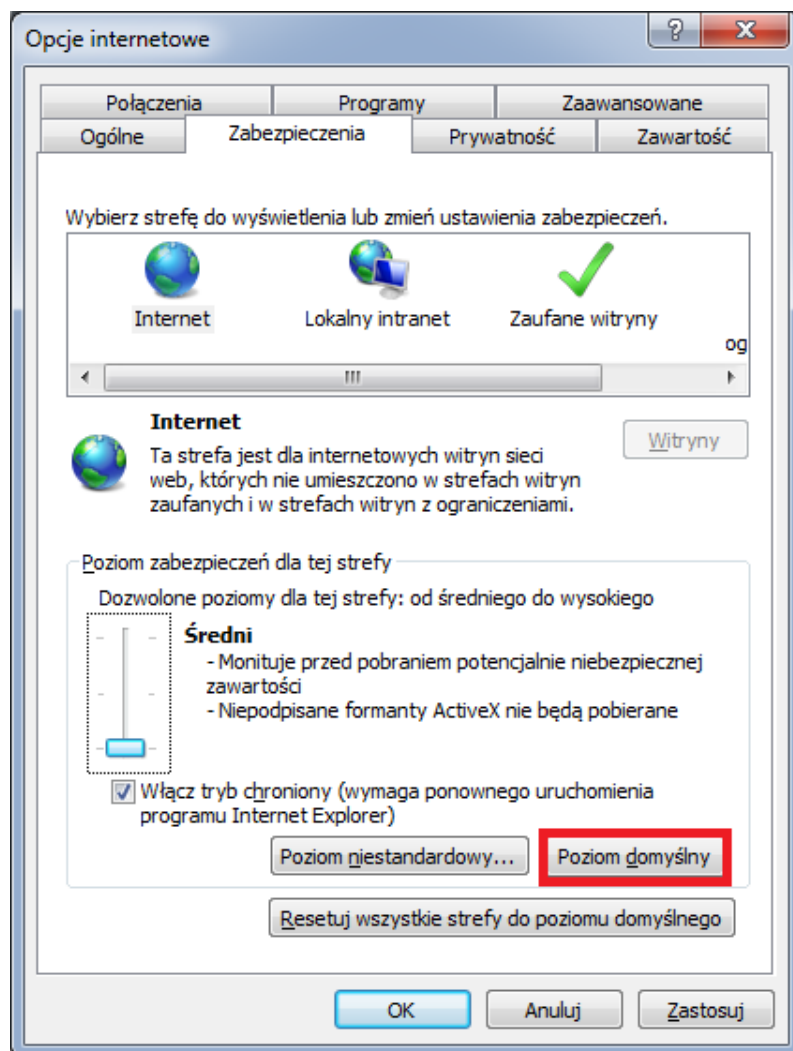 Opcje internetowe
Połączenia Programy Zaawansowane
Ogólne Zabezpieczenia Prywatność Zawartość
Wybierz strefę do wyświetlenia lub zmień ustawienia zabezpieczeń.
Internet Lokalny intranet Zaufane witryny
og
Internet
Witryny
Ta strefa jest dla internetowych witryn sieci
web, których nie umieszczono w strefach witryn
zaufanych i w strefach witryn z ograniczeniami.
Poziom zabezpieczeń dla tej strefy
Dozwolone poziomy dla tej strefy: od średniego do wysokiego
Średni
- Monituje przed pobraniem potencjalnie niebezpiecznej
zawartości
- Niepodpisane formanty ActiveX nie będą pobierane
Włącz tryb chroniony (wymaga ponownego uruchomienia
programu Internet Explorer)
Poziom niestandardowy... Poziom domyślny
Resetuj wszystkie strefy do poziomu domyślnego
OK Anuluj Zastosuj